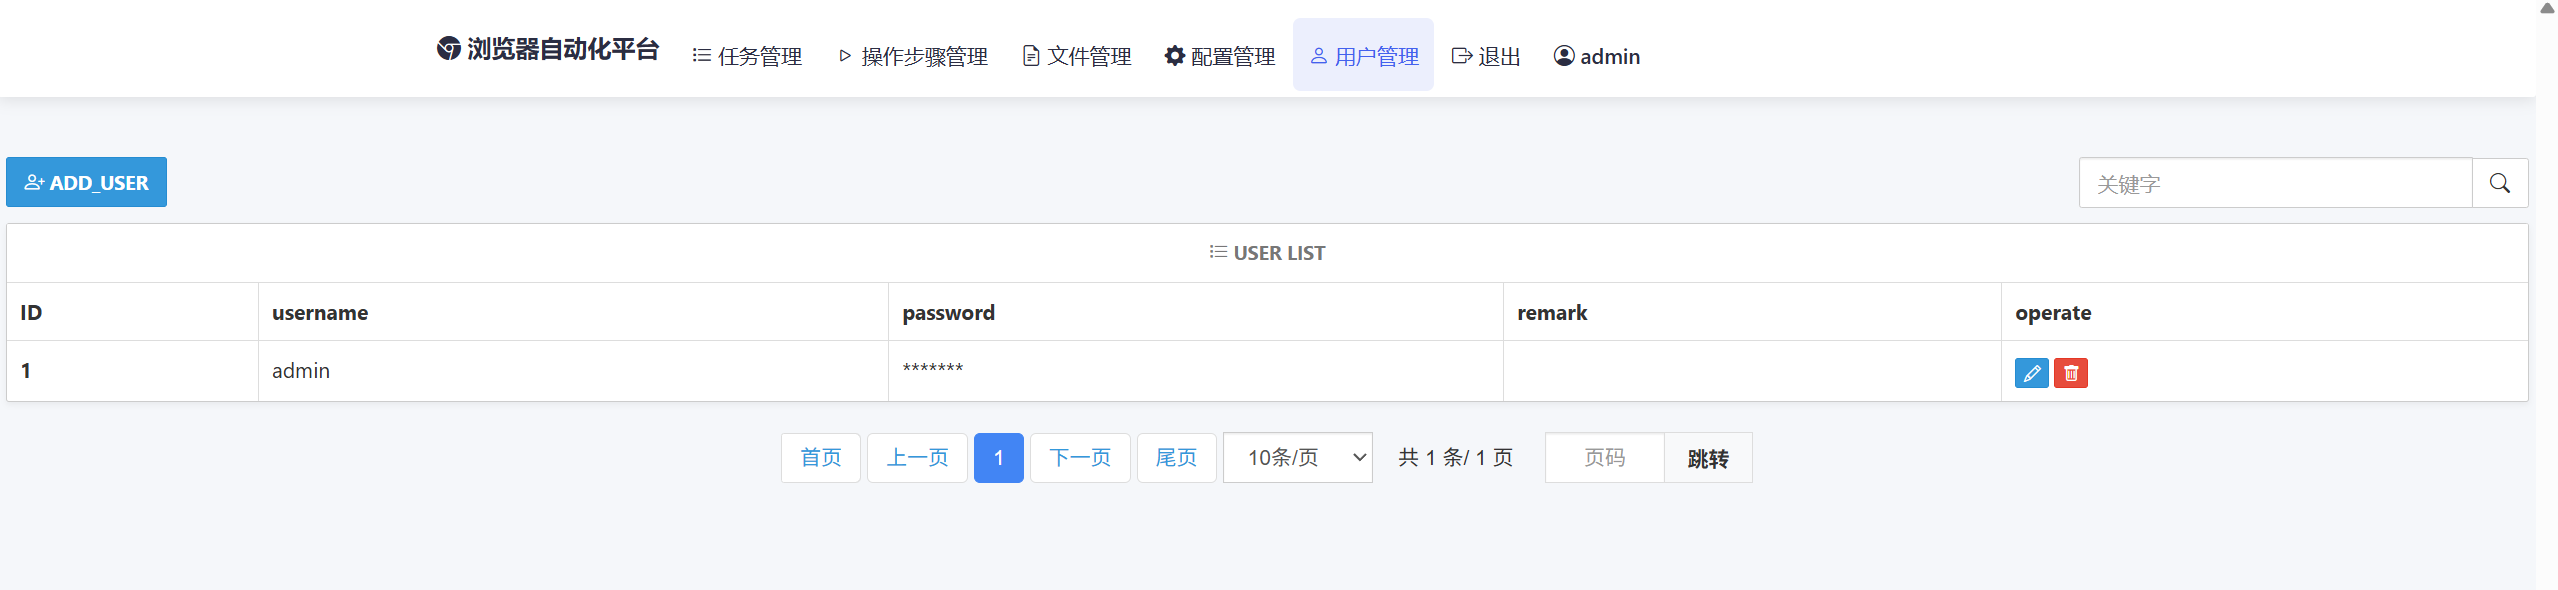 浏览器自动化平台 任务管理 操作步骤管理 文件管理 配置管理 用户管理 退出 admin
ADD_USER 关键字
USER LIST
ID username password remark operate
1 admin *******
首页 上一页 1 下一页 尾页 10条/页 共 1 条/ 1 页 页码 跳转